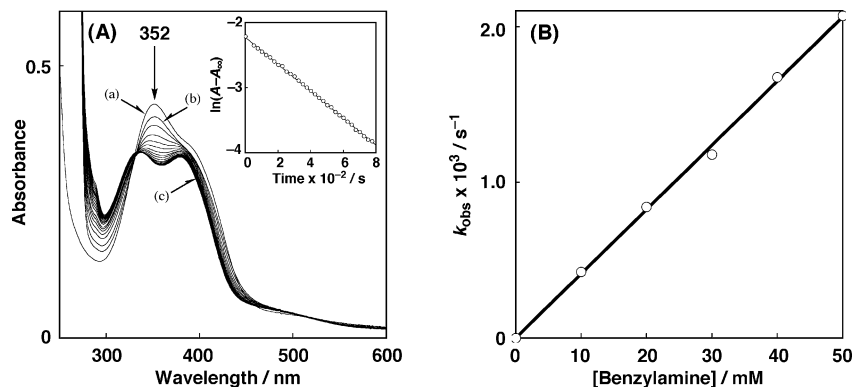 (A)
352
(a)
(b)
(c)
0.5
0
Absorbance
300
400
500
600
Wavelength / nm
−2
−3
−4
ln(A−A∞)
0
2
4
6
8
Time x 10−2 / s
(B)
2.0
1.0
0
kobs x 103 / s−1
0
10
20
30
40
50
[Benzylamine] / mM